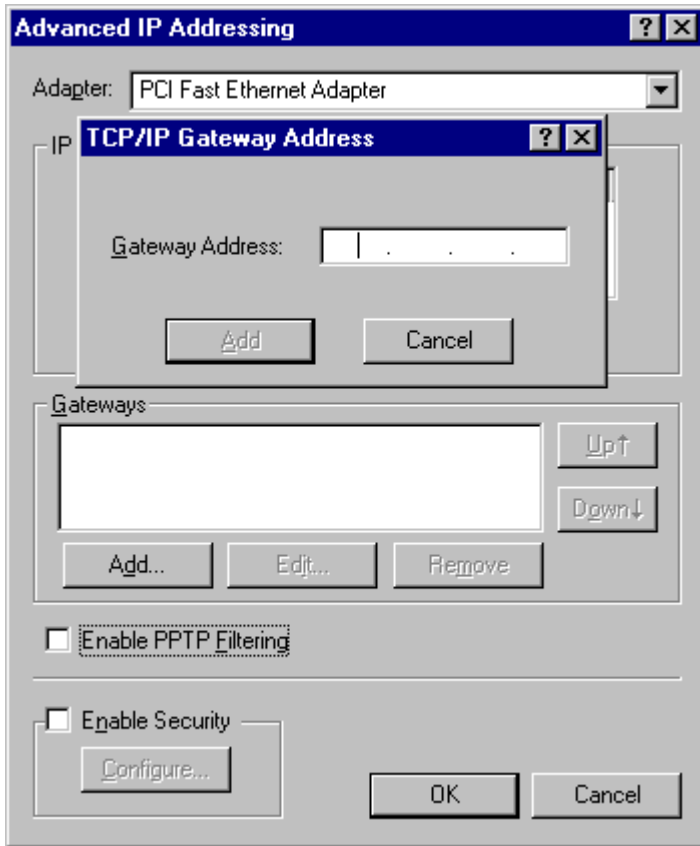 Advanced IP Addressing
Adapter: PCI Fast Ethernet Adapter
IP
TCP/IP Gateway Address
Gateway Address: . . .
Add Cancel
Gateways
Up↑
Down↓
Add... Edit... Remove
Enable PPTP Filtering
Enable Security
Configure...
OK Cancel